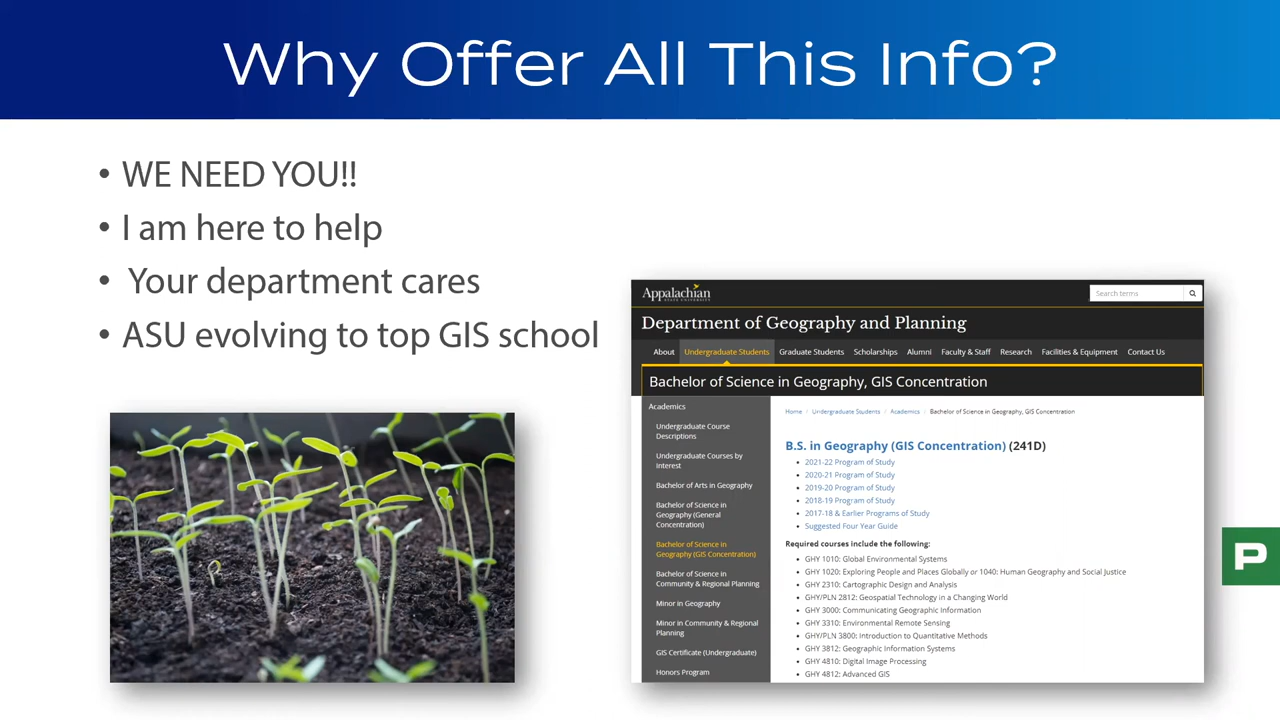 Why Offer All This Info?
• WE NEED YOU!!
• I am here to help
• Your department cares
• ASU evolving to top GIS school
Appalachian
STATE UNIVERSITY
Search terms
Department of Geography and Planning
About
Undergraduate Students
Graduate Students
Scholarships
Alumni
Faculty & Staff
Research
Facilities & Equipment
Contact Us
Bachelor of Science in Geography, GIS Concentration
Academics
Undergraduate Course
Descriptions
Undergraduate Courses by
Interest
Bachelor of Arts in Geography
Bachelor of Science in
Geography (General
Concentration)
Bachelor of Science in
Geography (GIS Concentration)
Bachelor of Science in
Community & Regional Planning
Minor in Geography
Minor in Community & Regional
Planning
GIS Certificate (Undergraduate)
Honors Program
Home / Undergraduate Students / Academics / Bachelor of Science in Geography, GIS Concentration
B.S. in Geography (GIS Concentration) (241D)
• 2021-22 Program of Study
• 2020-21 Program of Study
• 2019-20 Program of Study
• 2018-19 Program of Study
• 2017-18 & Earlier Programs of Study
• Suggested Four Year Guide
Required courses include the following:
• GHY 1010: Global Environmental Systems
• GHY 1020: Exploring People and Places Globally or 1040: Human Geography and Social Justice
• GHY 2310: Cartographic Design and Analysis
• GHY/PLN 2812: Geospatial Technology in a Changing World
• GHY 3000: Communicating Geographic Information
• GHY 3310: Environmental Remote Sensing
• GHY/PLN 3800: Introduction to Quantitative Methods
• GHY 3812: Geographic Information Systems
• GHY 4810: Digital Image Processing
• GHY 4812: Advanced GIS
P